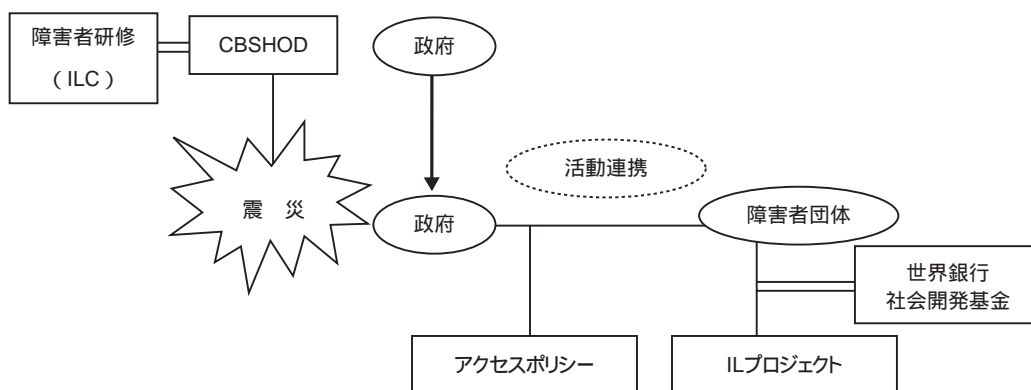 障害者研修
(ILC)
CBSHOD
政府
震 災
活動連携
政府
障害者団体
世界銀行
社会開発基金
アクセスポリシー
ILプロジェクト